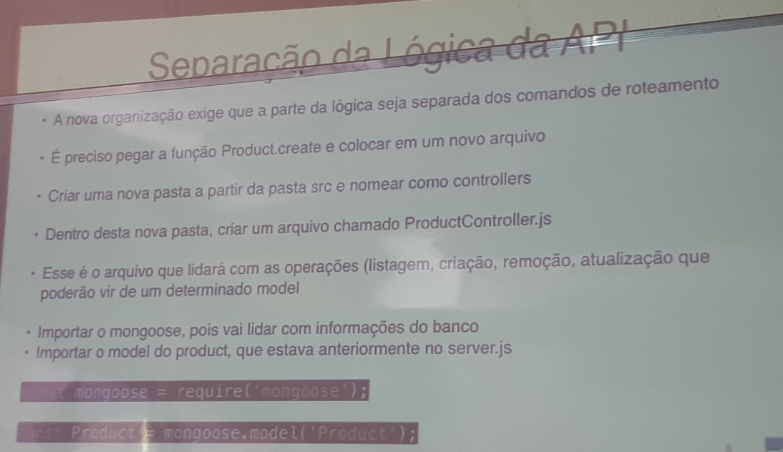 Separação da Lógica da API
• A nova organização exige que a parte da lógica seja separada dos comandos de roteamento
• É preciso pegar a função Product.create e colocar em um novo arquivo
• Criar uma nova pasta a partir da pasta src e nomear como controllers
• Dentro desta nova pasta, criar um arquivo chamado ProductController.js
• Esse é o arquivo que lidará com as operações (listagem, criação, remoção, atualização que
poderão vir de um determinado model
• Importar o mongoose, pois vai lidar com informações do banco
• Importar o model do product, que estava anteriormente no server.js
const mongoose = require('mongoose');
const Product = mongoose.model('Product');